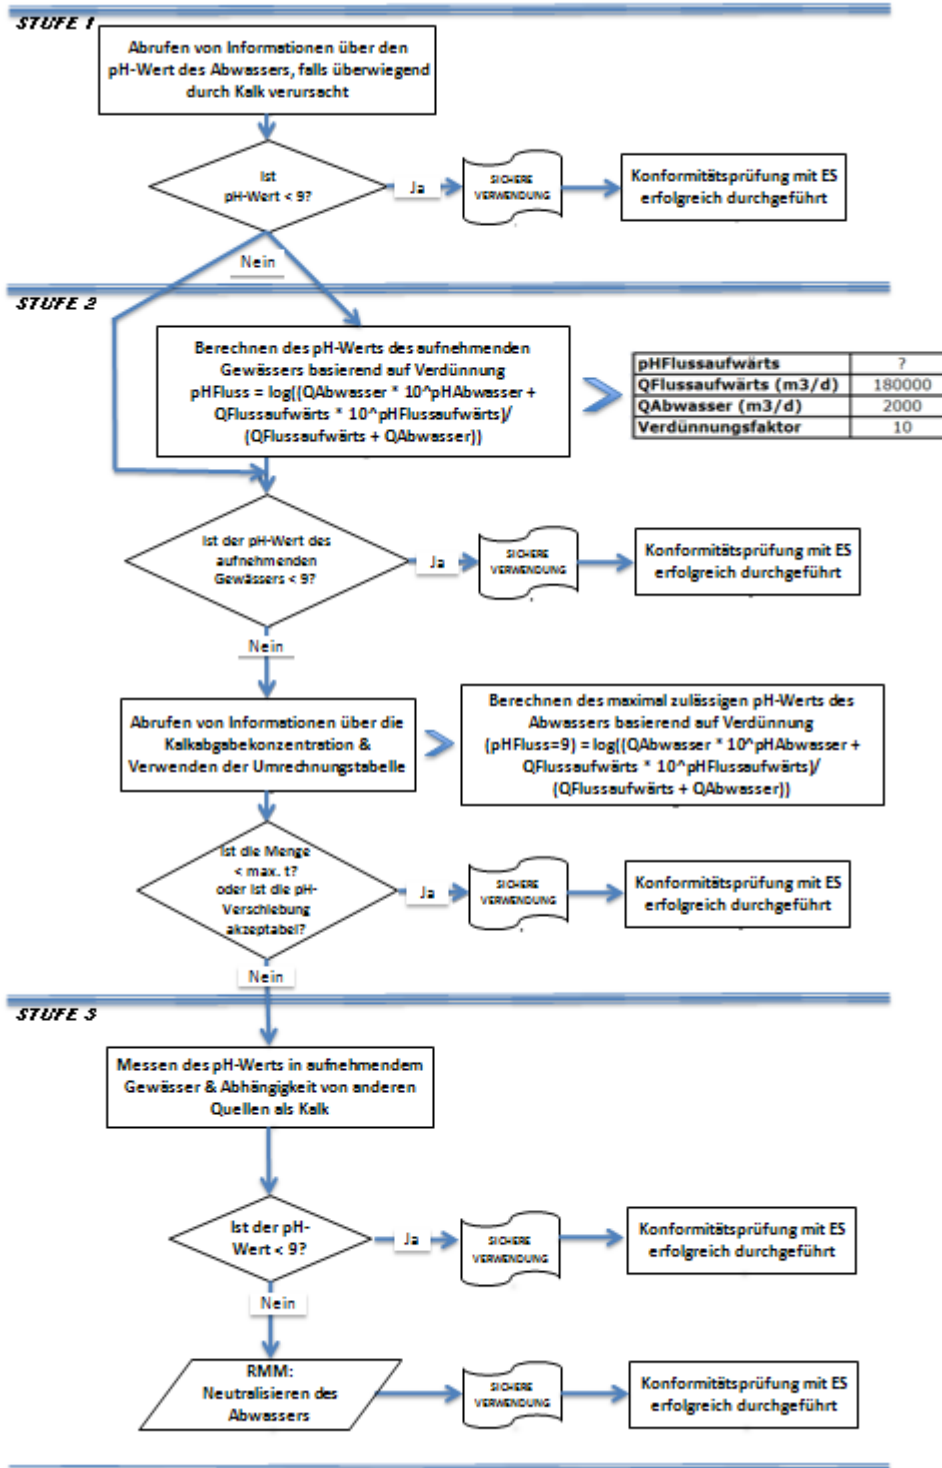 STUFE 1
Abrufen von Informationen über den
pH-Wert des Abwassers, falls überwiegend
durch Kalk verursacht
Ist
pH-Wert < 9?
Ja
SICHERE
VERWENDUNG
Konformitätsprüfung mit ES
erfolgreich durchgeführt
Nein
STUFE 2
Berechnen des pH-Werts des aufnehmenden
Gewässers basierend auf Verdünnung
pHFluss = log((QAbwasser * 10^pHAbwasser +
QFlussaufwärts * 10^pHFlussaufwärts)/
(QFlussaufwärts + QAbwasser))
pHFlussaufwärts ?
QFlussaufwärts (m3/d) 180000
QAbwasser (m3/d) 2000
Verdünnungsfaktor 10
Ist der pH-Wert des
aufnehmenden
Gewässers < 9?
Ja
SICHERE
VERWENDUNG
Konformitätsprüfung mit ES
erfolgreich durchgeführt
Nein
Abrufen von Informationen über die
Kalkabgabekonzentration &
Verwenden der Umrechnungstabelle
Berechnen des maximal zulässigen pH-Werts des
Abwassers basierend auf Verdünnung
(pHFluss=9) = log((QAbwasser * 10^pHAbwasser +
QFlussaufwärts * 10^pHFlussaufwärts)/
(QFlussaufwärts + QAbwasser))
Ist die Menge
< max. t?
oder ist die pH-
Verschiebung
akzeptabel?
Ja
SICHERE
VERWENDUNG
Konformitätsprüfung mit ES
erfolgreich durchgeführt
Nein
STUFE 3
Messen des pH-Werts in aufnehmendem
Gewässer & Abhängigkeit von anderen
Quellen als Kalk
Ist der pH-
Wert < 9?
Ja
SICHERE
VERWENDUNG
Konformitätsprüfung mit ES
erfolgreich durchgeführt
Nein
RMM:
Neutralisieren des
Abwassers
SICHERE
VERWENDUNG
Konformitätsprüfung mit ES
erfolgreich durchgeführt